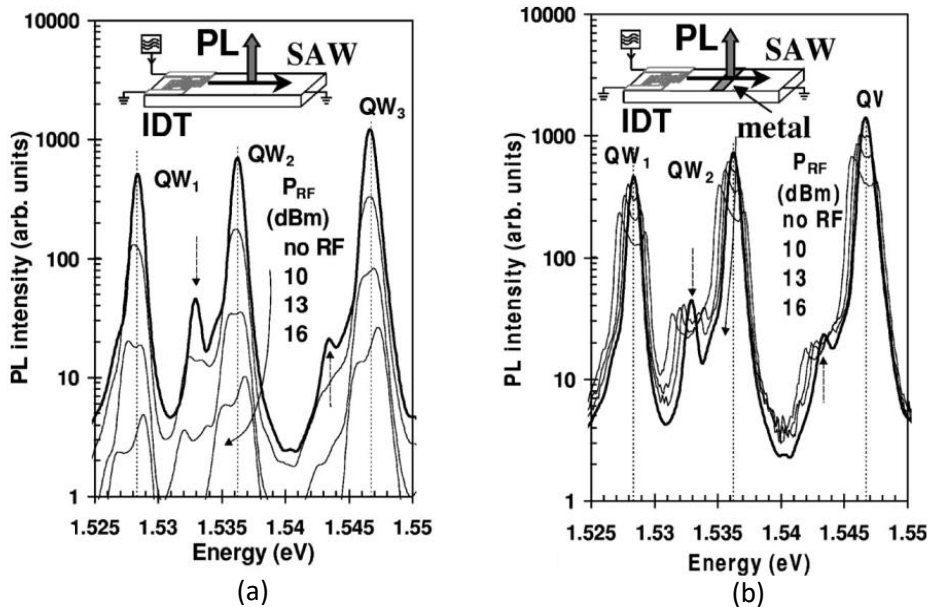 10000
1000
100
10
1
PL intensity (arb. units)
PL
SAW
IDT
QW1
QW2
QW3
PRF
(dBm)
no RF
10
13
16
1.525
1.53
1.535
1.54
1.545
1.55
Energy (eV)
(a)
10000
1000
100
10
1
PL intensity (arb. units)
PL
SAW
IDT
metal
QW1
QW2
QV
PRF
(dBm)
no RF
10
13
16
1.525
1.53
1.535
1.54
1.545
1.55
Energy (eV)
(b)